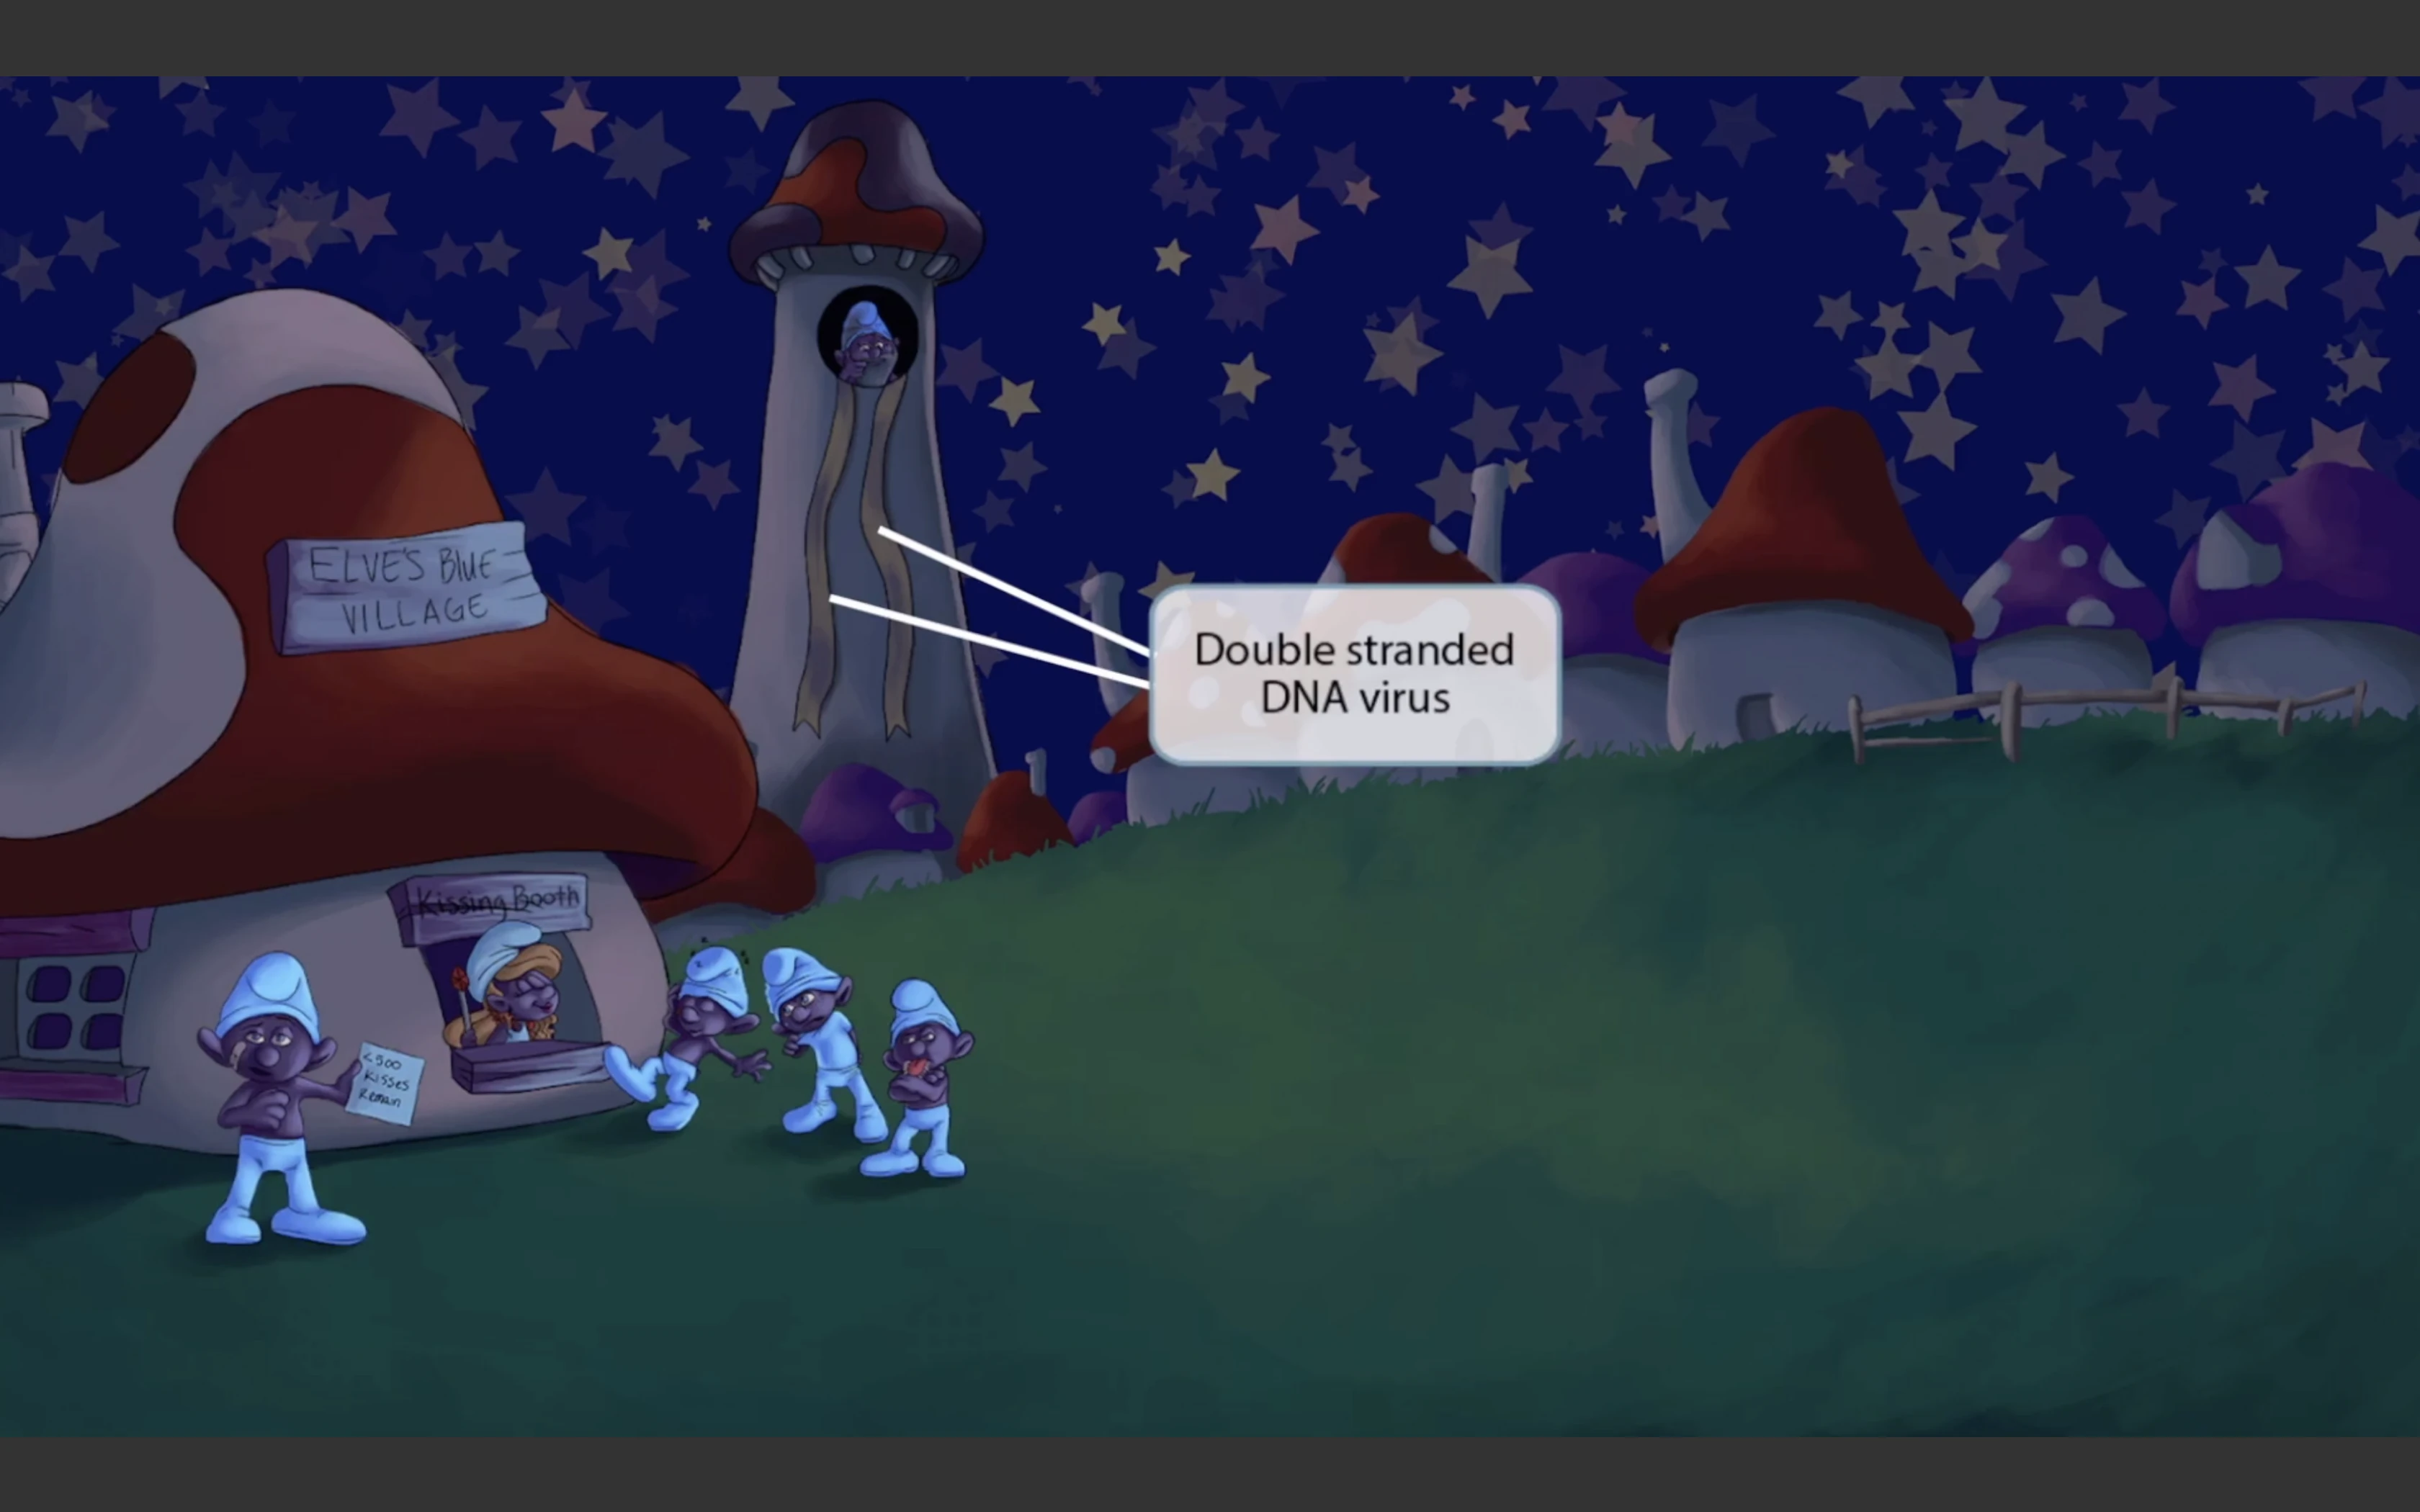 ELVE'S BluE
VILLAGE
Double stranded
DNA virus
Kissing Booth
<500
Kisses
Remain